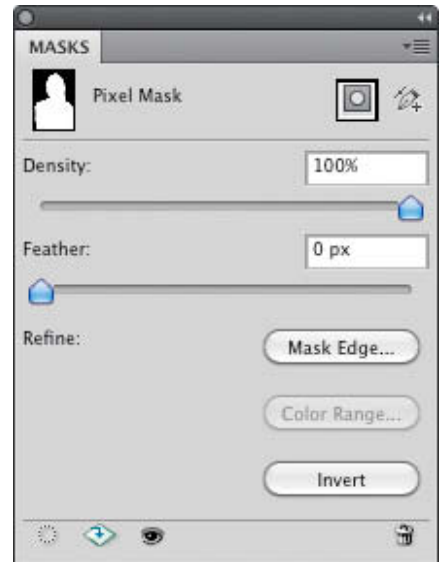 MASKS
Pixel Mask
Density:
100%
Feather:
0 px
Refine:
Mask Edge...
Color Range...
Invert